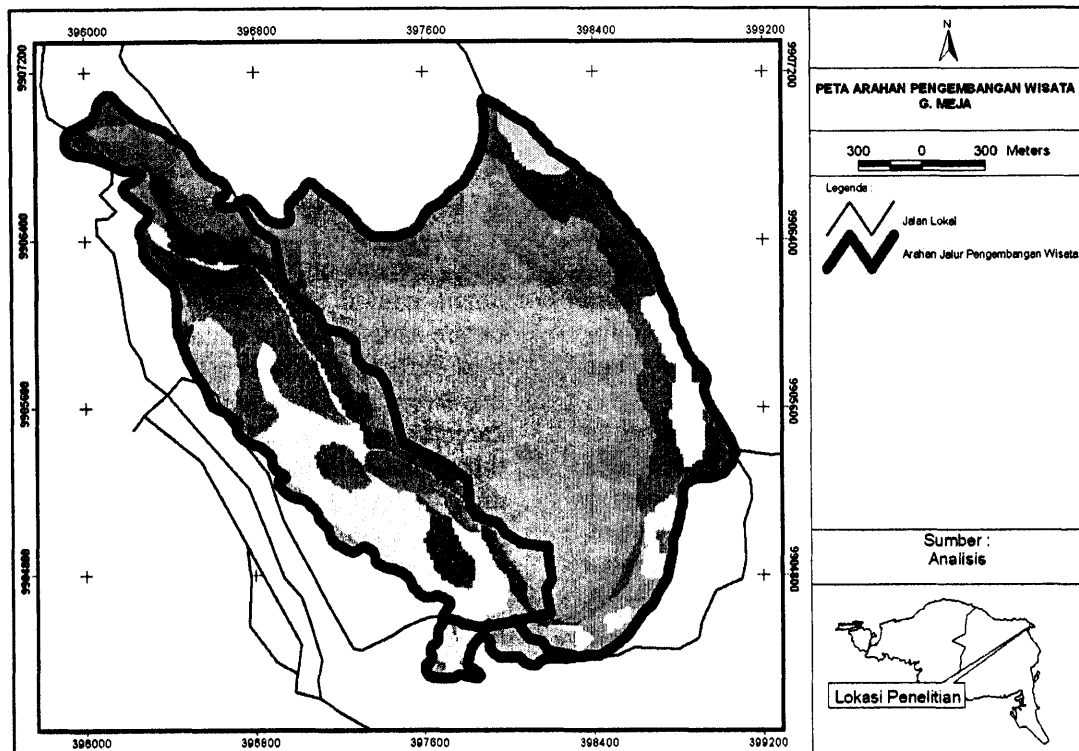 396000 396800 397600 398400 399200
9907200 9907200
9906400 9906400
9905600 9905600
9904800 9904800
396000 396800 397600 398400 399200
N
PETA ARAHAN PENGEMBANGAN WISATA
G. MEJA
300 0 300 Meters
Legenda :
Jalan Lokal
Arahan Jalur Pengembangan Wisata
Sumber :
Analisis
Lokasi Penelitian